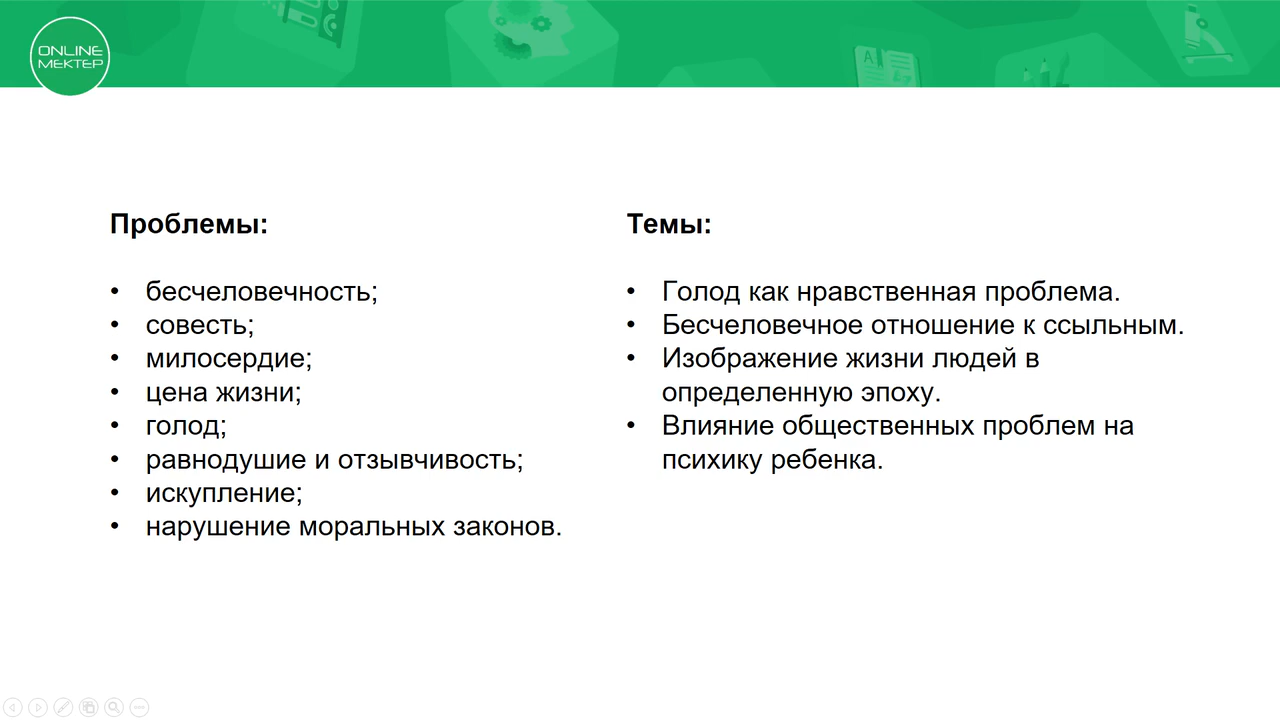 ONLINE
МЕКТЕР
Проблемы:
• бесчеловечность;
• совесть;
• милосердие;
• цена жизни;
• голод;
• равнодушие и отзывчивость;
• искупление;
• нарушение моральных законов.
Темы:
• Голод как нравственная проблема.
• Бесчеловечное отношение к ссыльным.
• Изображение жизни людей в
определенную эпоху.
• Влияние общественных проблем на
психику ребенка.
A